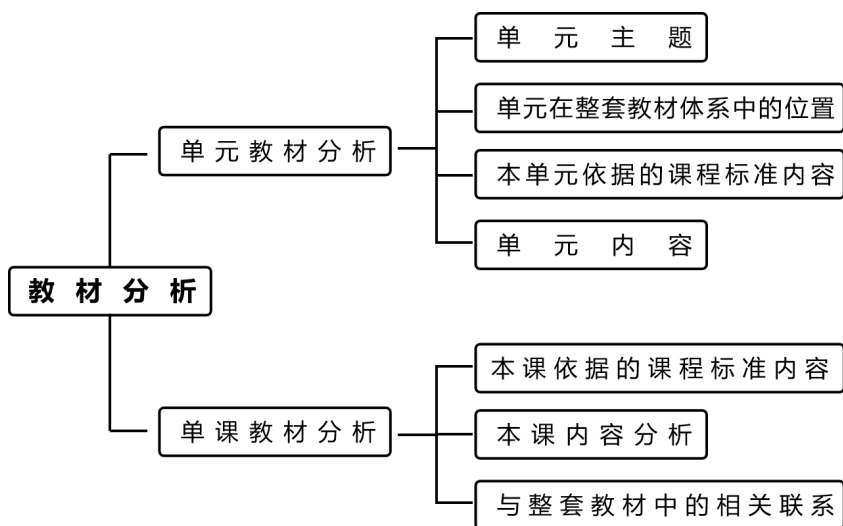 单元主题
单元在整套教材体系中的位置
单元教材分析
本单元依据的课程标准内容
单元内容
教材分析
本课依据的课程标准内容
单课教材分析
本课内容分析
与整套教材中的相关联系